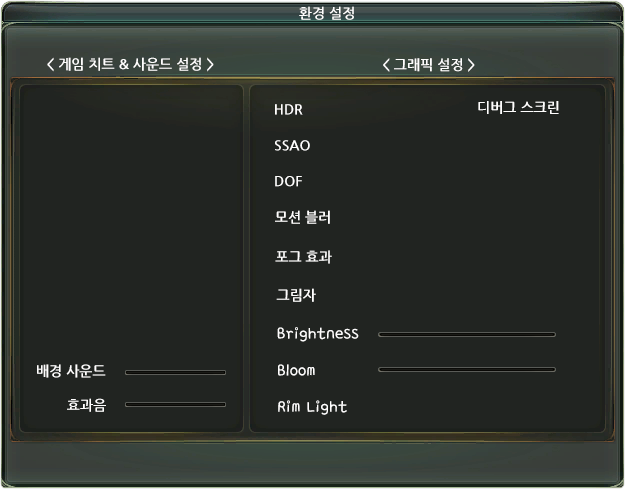 환경 설정
< 게임 치트 & 사운드 설정 >
< 그래픽 설정 >
HDR
디버그 스크린
SSAO
DOF
모션 블러
포그 효과
그림자
Brightness
Bloom
Rim Light
배경 사운드
효과음